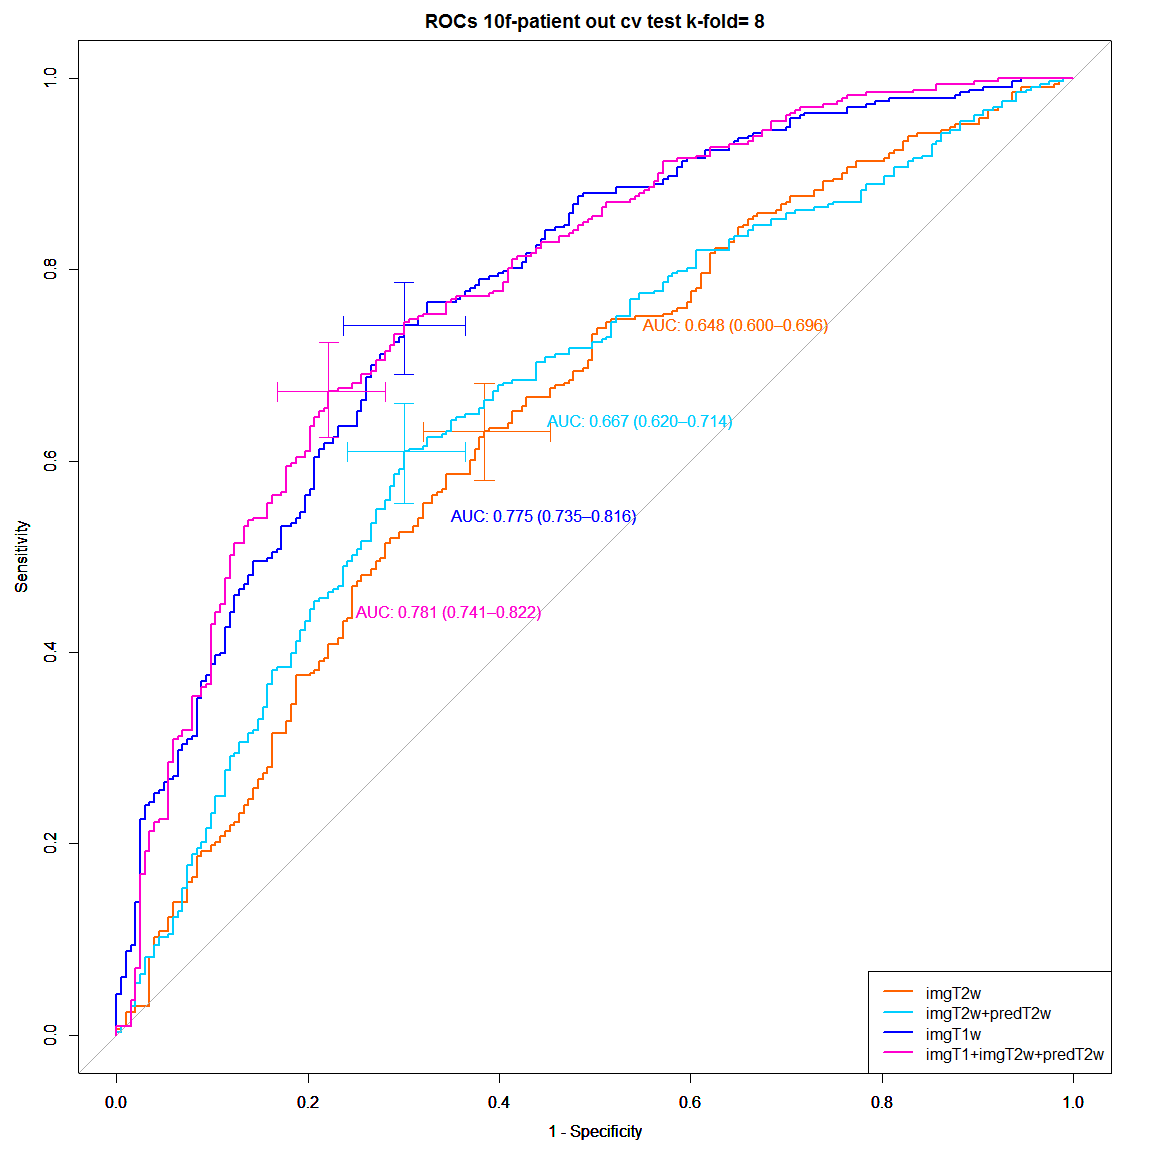 ROCs 10f-patient out cv test k-fold= 8
1.0
0.8
0.6
0.4
0.2
0.0
Sensitivity
AUC: 0.648 (0.600–0.696)
AUC: 0.667 (0.620–0.714)
AUC: 0.775 (0.735–0.816)
AUC: 0.781 (0.741–0.822)
imgT2w
imgT2w+predT2w
imgT1w
imgT1+imgT2w+predT2w
0.0
0.2
0.4
0.6
0.8
1.0
1 - Specificity